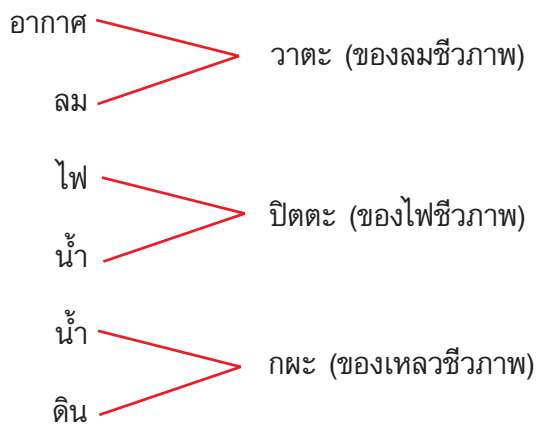 อากาศ
วาตะ (ของลมชีวภาพ)
ลม
ไฟ
ปิตตะ (ของไฟชีวภาพ)
น้ำ
น้ำ
กผะ (ของเหลวชีวภาพ)
ดิน